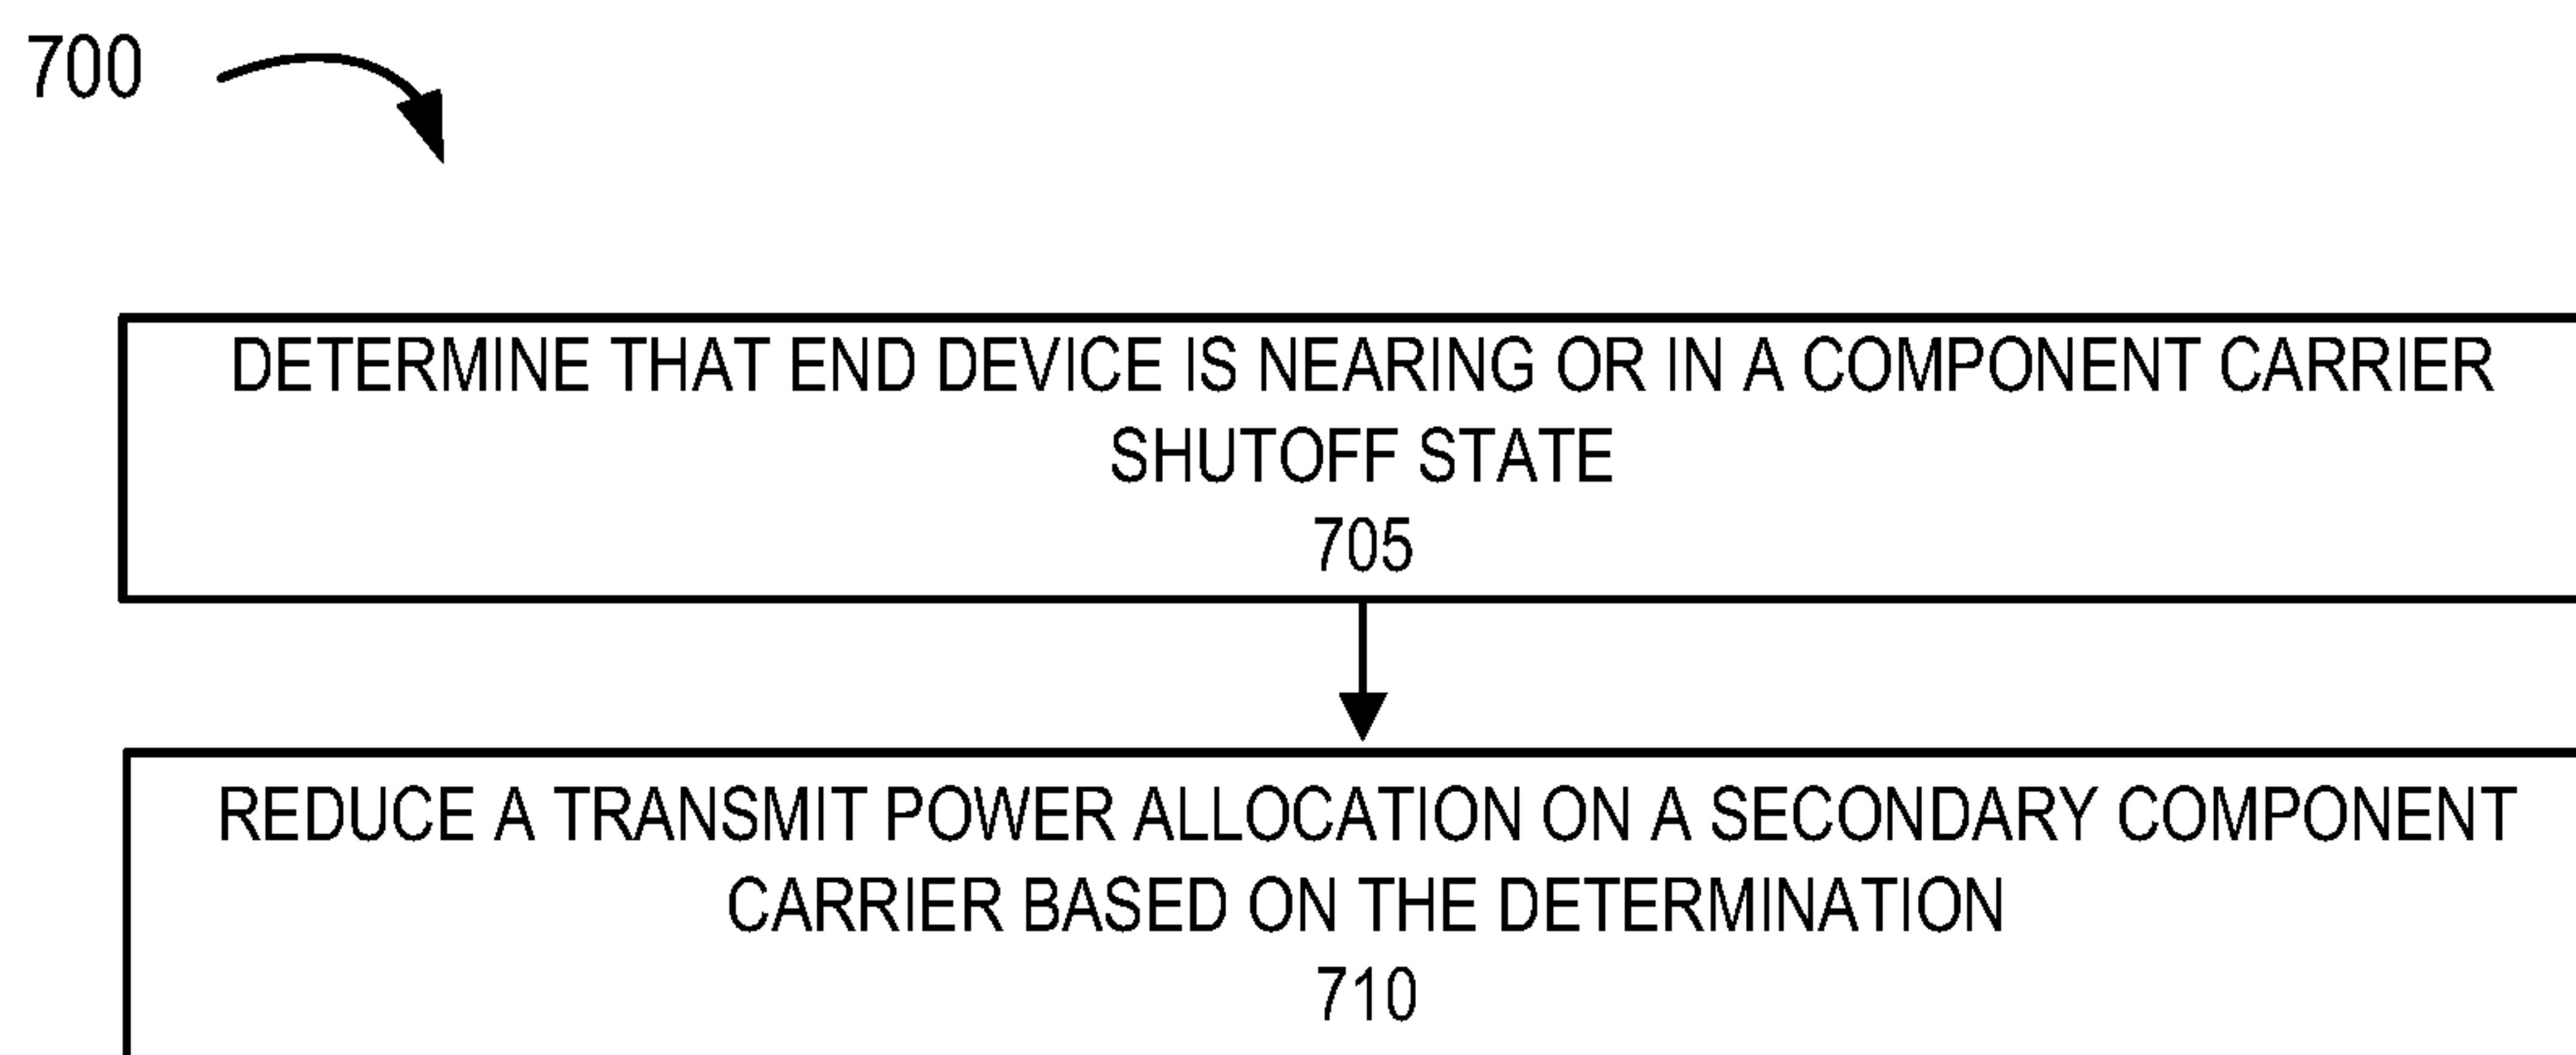 700
DETERMINE THAT END DEVICE IS NEARING OR IN A COMPONENT CARRIER
SHUTOFF STATE
705
REDUCE A TRANSMIT POWER ALLOCATION ON A SECONDARY COMPONENT
CARRIER BASED ON THE DETERMINATION
710